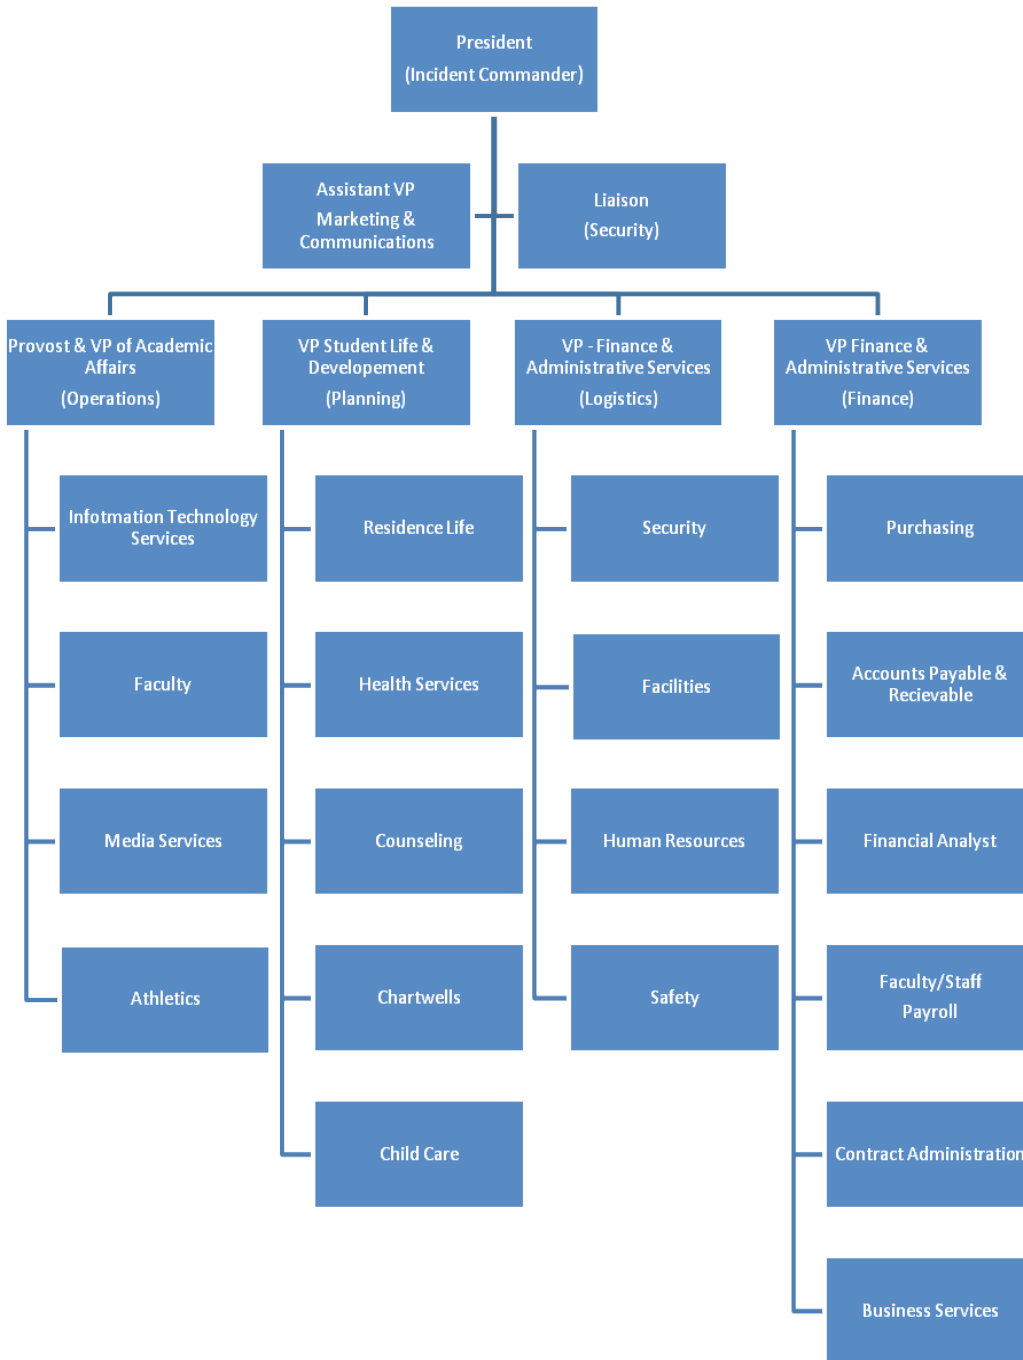 President
(Incident Commander)
Assistant VP
Marketing &
Communications
Liaison
(Security)
Provost & VP of Academic
Affairs
(Operations)
VP Student Life &
Developement
(Planning)
VP - Finance &
Administrative Services
(Logistics)
VP Finance &
Administrative Services
(Finance)
Infotmation Technology
Services
Residence Life
Security
Purchasing
Faculty
Health Services
Facilities
Accounts Payable &
Recievable
Media Services
Counseling
Human Resources
Financial Analyst
Athletics
Chartwells
Safety
Faculty/Staff
Payroll
Child Care
Contract Administration
Business Services